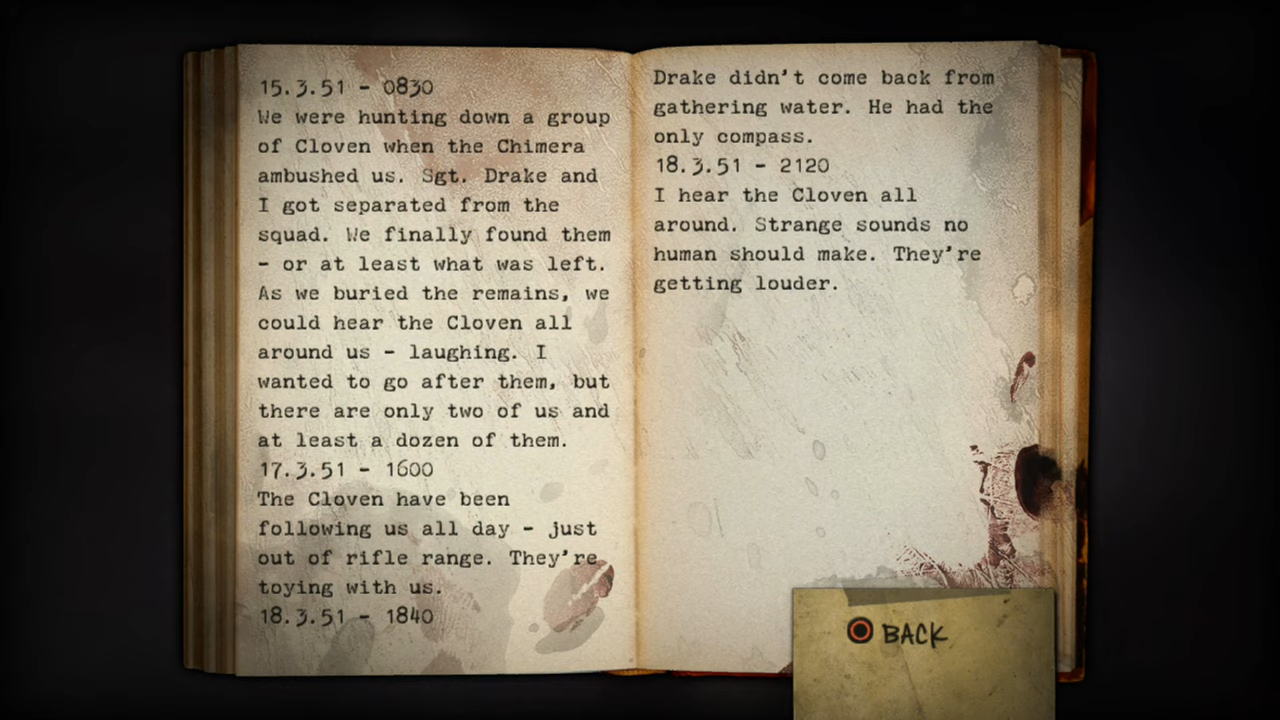 15.3.51 - 0830
We were hunting down a group
of Cloven when the Chimera
ambushed us. Sgt. Drake and
I got separated from the
squad. We finally found them
- or at least what was left.
As we buried the remains, we
could hear the Cloven all
around us - laughing. I
wanted to go after them, but
there are only two of us and
at least a dozen of them.
17.3.51 - 1600
The Cloven have been
following us all day - just
out of rifle range. They're
toying with us.
18.3.51 - 1840
Drake didn't come back from
gathering water. He had the
only compass.
18.3.51 - 2120
I hear the Cloven all
around. Strange sounds no
human should make. They're
getting louder.
BACK